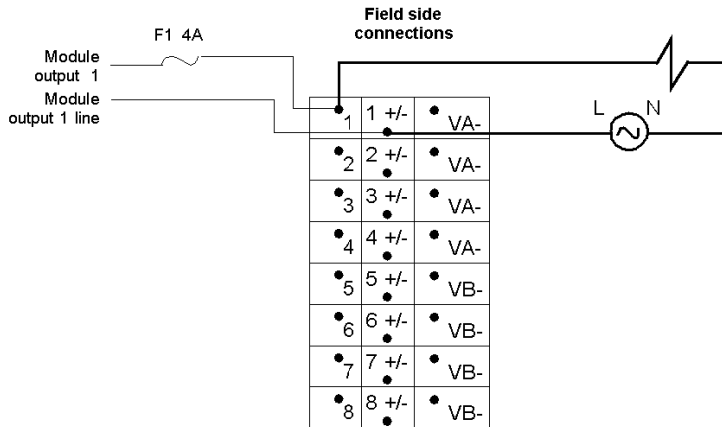 Field side
connections
F1 4A
Module
output 1
Module
output 1 line
L N
1 1 +/- VA-
2 2 +/- VA-
3 3 +/- VA-
4 4 +/- VA-
5 5 +/- VB-
6 6 +/- VB-
7 7 +/- VB-
8 8 +/- VB-